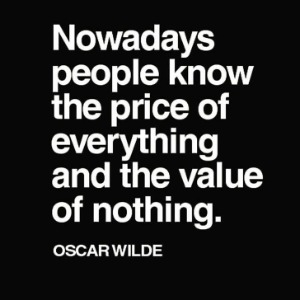 Nowadays
people know
the price of
everything
and the value
of nothing.
OSCAR WILDE